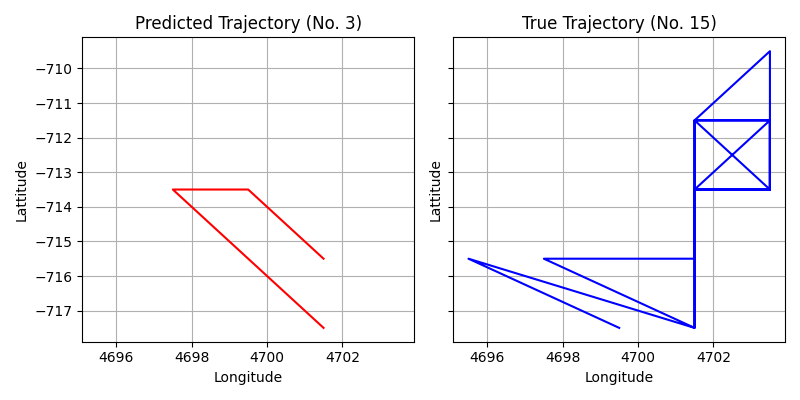 Predicted Trajectory (No. 3)
True Trajectory (No. 15)
Lattitude
−710
−711
−712
−713
−714
−715
−716
−717
4696 4698 4700 4702
Longitude
Lattitude
4696 4698 4700 4702
Longitude